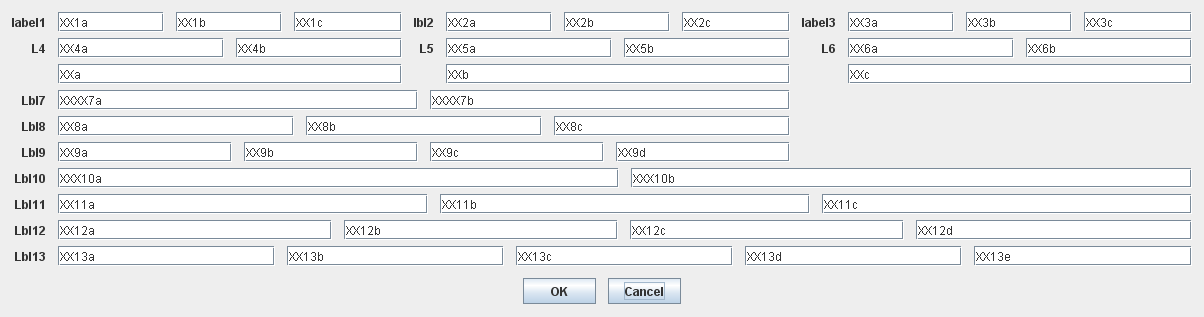 label1 XX1a XX1b XX1c lbl2 XX2a XX2b XX2c label3 XX3a XX3b XX3c
L4 XX4a XX4b L5 XX5a XX5b L6 XX6a XX6b
XXa XXb XXc
Lbl7 XXXX7a XXXX7b
Lbl8 XX8a XX8b XX8c
Lbl9 XX9a XX9b XX9c XX9d
Lbl10 XXX10a XXX10b
Lbl11 XX11a XX11b XX11c
Lbl12 XX12a XX12b XX12c XX12d
Lbl13 XX13a XX13b XX13c XX13d XX13e
OK Cancel